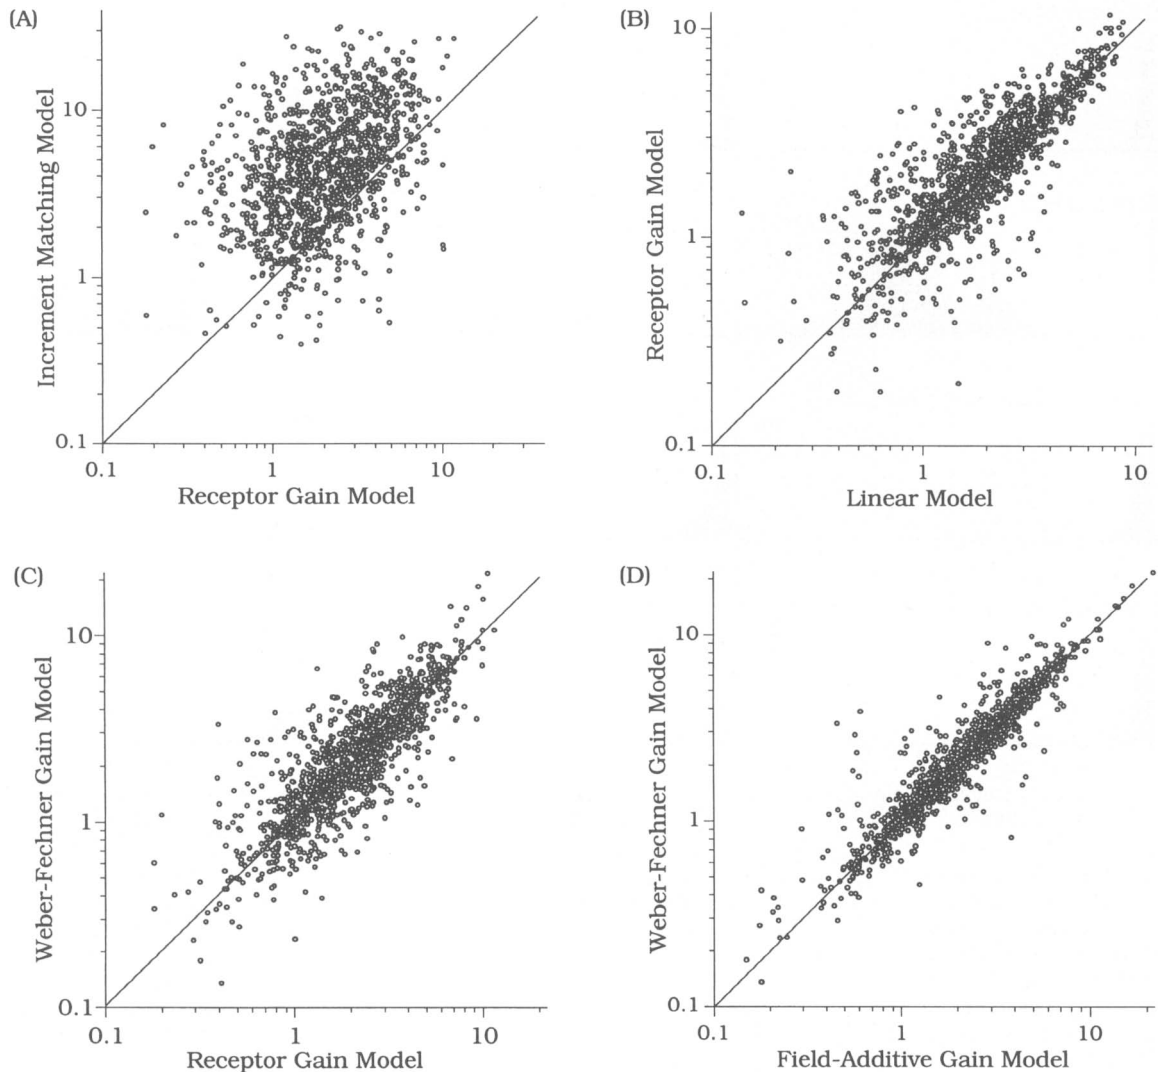 (A)
Increment Matching Model
10
1
0.1
0.1
1
10
Receptor Gain Model
(B)
Receptor Gain Model
10
1
0.1
0.1
1
10
Linear Model
(C)
Weber-Fechner Gain Model
10
1
0.1
0.1
1
10
Receptor Gain Model
(D)
Weber-Fechner Gain Model
10
1
0.1
0.1
1
10
Field-Additive Gain Model